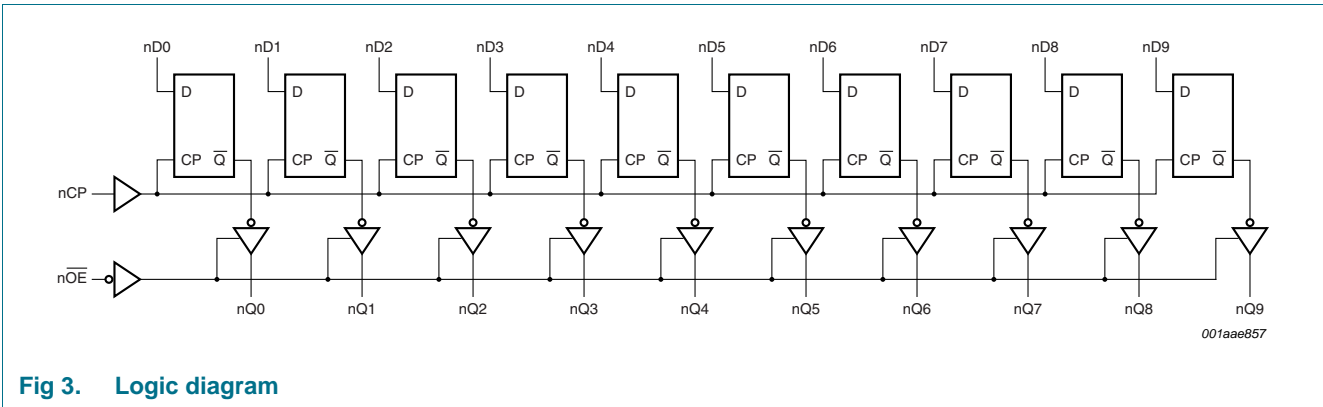 nD0 nD1 nD2 nD3 nD4 nD5 nD6 nD7 nD8 nD9
D D D D D D D D D D
CP Q̅ CP Q̅ CP Q̅ CP Q̅ CP Q̅ CP Q̅ CP Q̅ CP Q̅ CP Q̅ CP Q̅
nCP
nO̅E̅
nQ0 nQ1 nQ2 nQ3 nQ4 nQ5 nQ6 nQ7 nQ8 nQ9
001aae857
Fig 3. Logic diagram